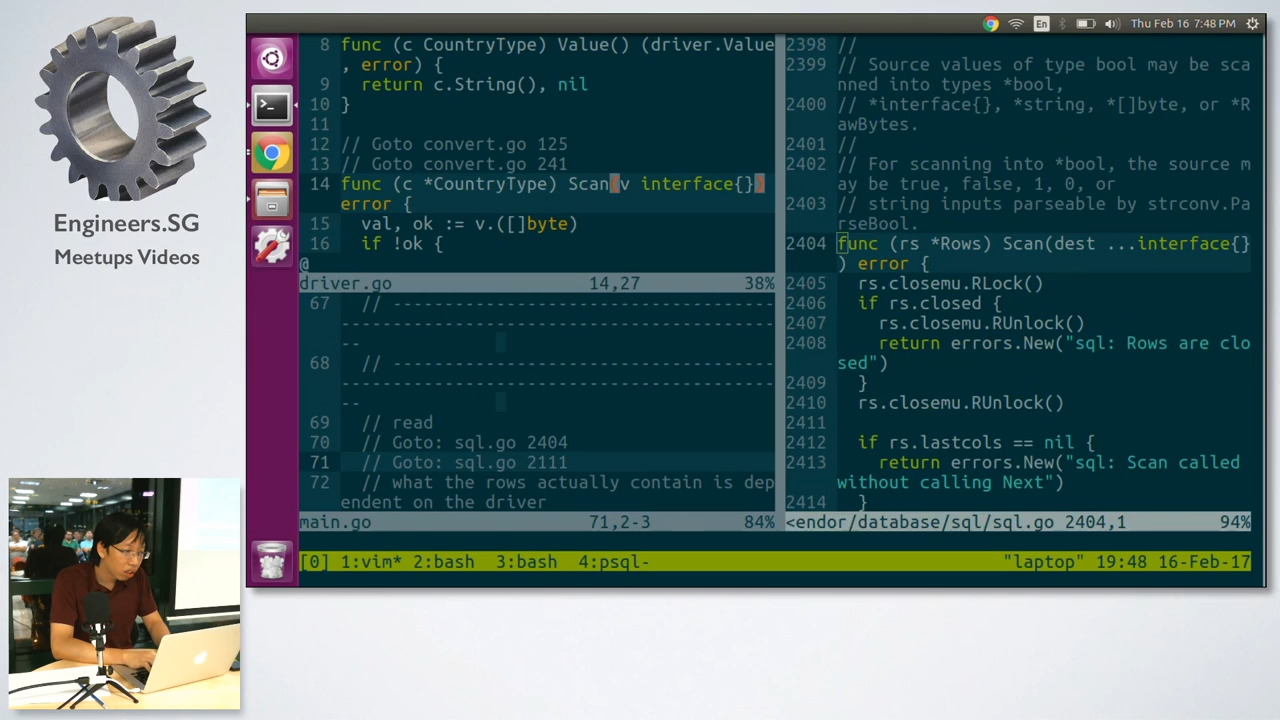 Engineers.SG
Meetups Videos
En
Thu Feb 16 7:48 PM
8 func (c CountryType) Value() (driver.Value
, error) {
9 return c.String(), nil
10 }
11
12 // Goto convert.go 125
13 // Goto convert.go 241
14 func (c *CountryType) Scan(v interface{})
error {
15 val, ok := v.([]byte)
16 if !ok {
@
driver.go 14,27 38%
67 // -------------------------------------
------------------------------------------
--
68 // -------------------------------------
------------------------------------------
--
69 // read
70 // Goto: sql.go 2404
71 // Goto: sql.go 2111
72 // what the rows actually contain is dep
endent on the driver
main.go 71,2-3 84%
2398 //
2399 // Source values of type bool may be sca
nned into types *bool,
2400 // *interface{}, *string, *[]byte, or *R
awBytes.
2401 //
2402 // For scanning into *bool, the source m
ay be true, false, 1, 0, or
2403 // string inputs parseable by strconv.Pa
rseBool.
2404 func (rs *Rows) Scan(dest ...interface{}
) error {
2405 rs.closemu.RLock()
2406 if rs.closed {
2407 rs.closemu.RUnlock()
2408 return errors.New("sql: Rows are clo
sed")
2409 }
2410 rs.closemu.RUnlock()
2411
2412 if rs.lastcols == nil {
2413 return errors.New("sql: Scan called
without calling Next")
2414 }
<endor/database/sql/sql.go 2404,1 94%
[0] 1:vim* 2:bash 3:bash 4:psql- "laptop" 19:48 16-Feb-17